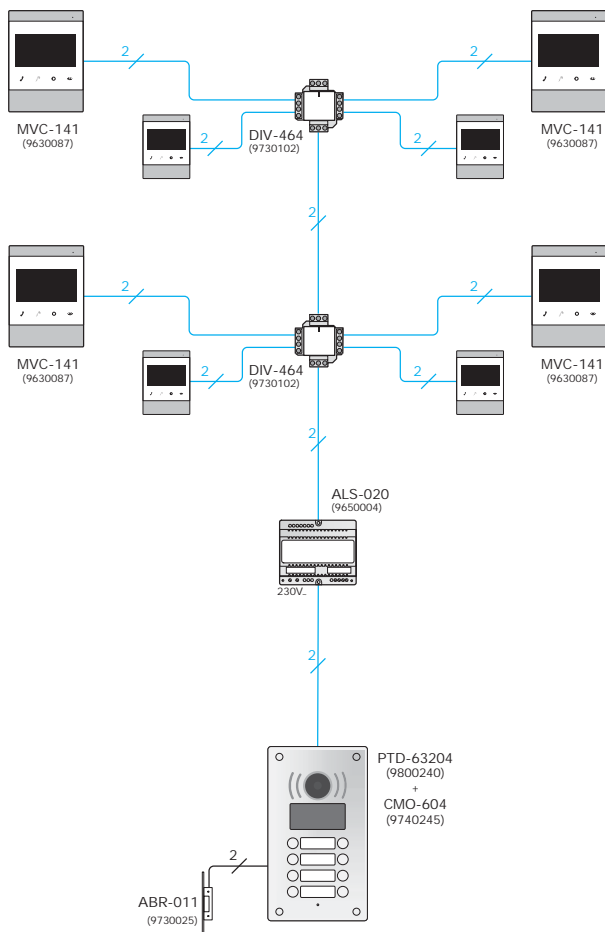 2
2
MVC-141
(9630087)
2
DIV-464
(9730102)
2
MVC-141
(9630087)
2
2
2
MVC-141
(9630087)
2
DIV-464
(9730102)
2
MVC-141
(9630087)
2
ALS-020
(9650004)
230V~
2
PTD-63204
(9800240)
+
CMO-604
(9740245)
2
ABR-011
(9730025)